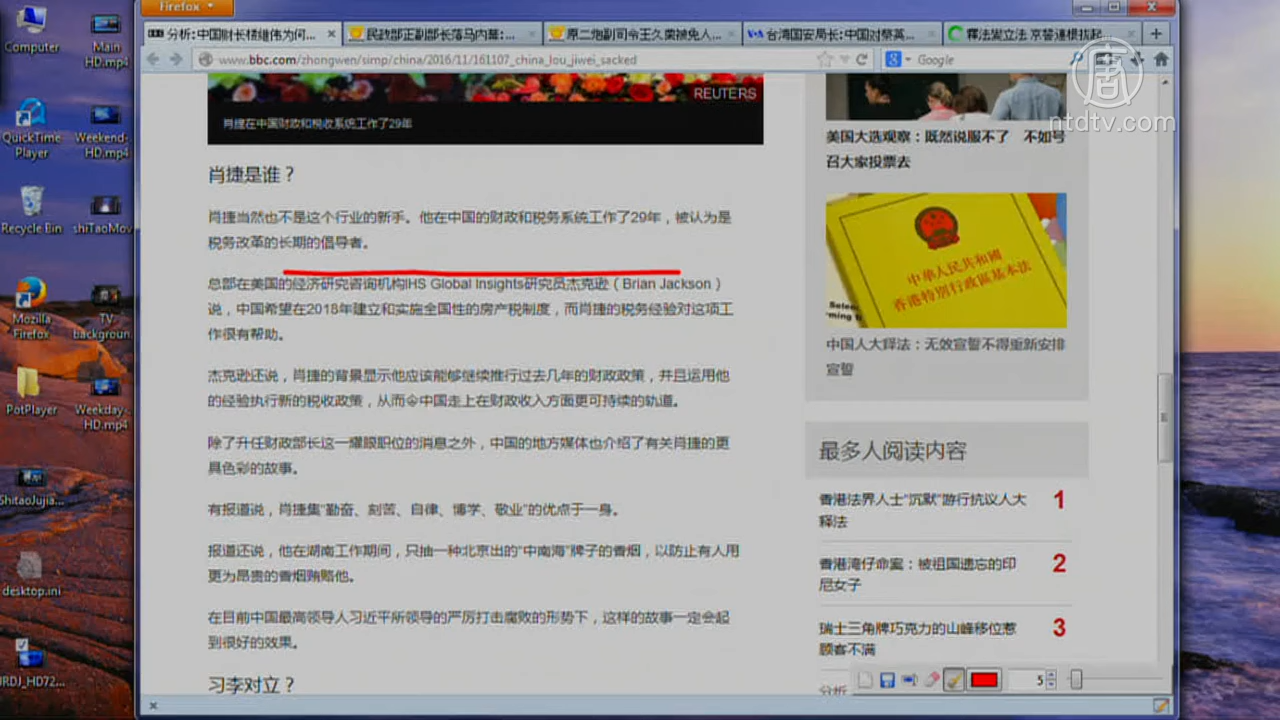 Firefox
分析:中国财长楼继伟为何...
民政部正副部长落马内幕:...
原二炮副司令王久荣被免人...
台湾国安局长:中国对蔡英...
释法变立法 京替港根拔起...
www.bbc.com/zhongwen/simp/china/2016/11/161107_china_lou_jiwei_sacked
Google
ntdtv.com
Computer
Main HD.mp4
QuickTime Player
Weekend-HD.mp4
Recycle Bin
shiTaoMov
Mozilla Firefox
TV backgroun
PotPlayer
Weekday-HD.mp4
ShitaoJujia...
desktop.ini
JRDJ_HD72...
REUTERS
肖捷在中国财政和税收系统工作了29年
肖捷是谁？
肖捷当然也不是这个行业的新手。他在中国的财政和税务系统工作了29年，被认为是
税务改革的长期的倡导者。
总部在美国的经济研究咨询机构IHS Global Insights研究员杰克逊（Brian Jackson）
说，中国希望在2018年建立和实施全国性的房产税制度，而肖捷的税务经验对这项工
作很有帮助。
杰克逊还说，肖捷的背景显示他应该能够继续推行过去几年的财政政策，并且运用他
的经验执行新的税收政策，从而令中国走上在财政收入方面更可持续的轨道。
除了升任财政部长这一耀眼职位的消息之外，中国的地方媒体也介绍了有关肖捷的更
具色彩的故事。
有报道说，肖捷集“勤奋、刻苦、自律、博学、敬业”的优点于一身。
报道还说，他在湖南工作期间，只抽一种北京出的“中南海”牌子的香烟，以防止有人用
更为昂贵的香烟贿赂他。
在目前中国最高领导人习近平所领导的严厉打击腐败的形势下，这样的故事一定会起
到很好的效果。
习李对立？
美国大选观察：既然说服不了 不如号
召大家投票去
中華人民共和國
香港特別行政區基本法
中国人大释法：无效宣誓不得重新安排
宣誓
最多人阅读内容
香港法界人士“沉默”游行抗议人大
释法
1
香港湾仔命案：被祖国遗忘的印
尼女子
2
瑞士三角牌巧克力的山峰移位惹
顾客不满
3
分析
5